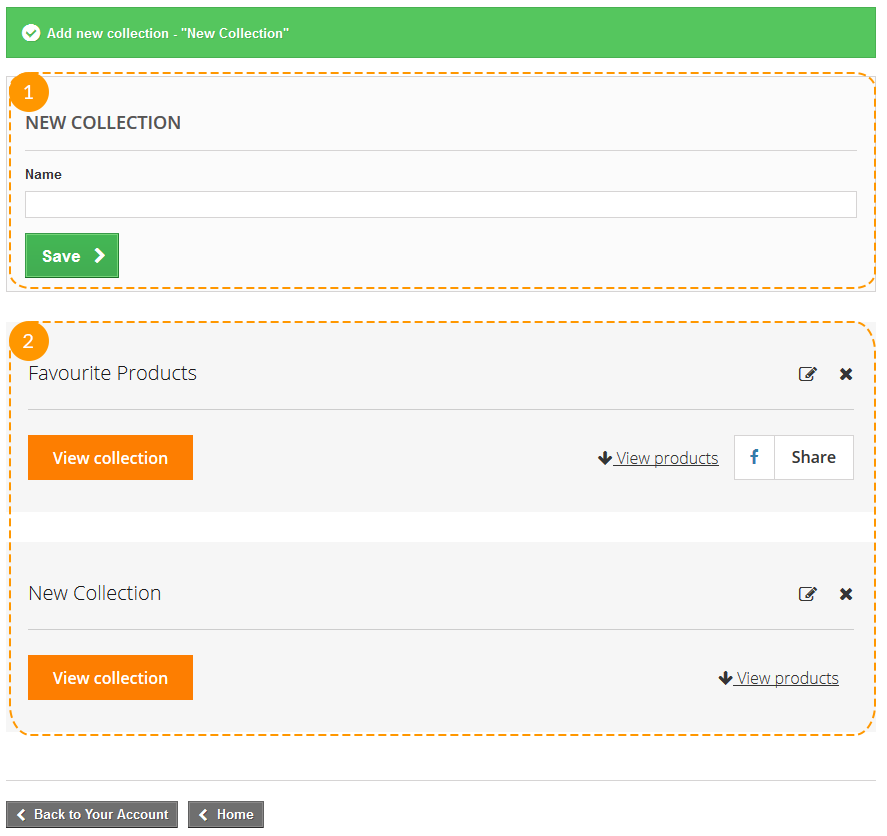 Add new collection - "New Collection"
1
NEW COLLECTION
Name
Save
2
Favourite Products
View collection
View products
f Share
New Collection
View collection
View products
Back to Your Account
Home